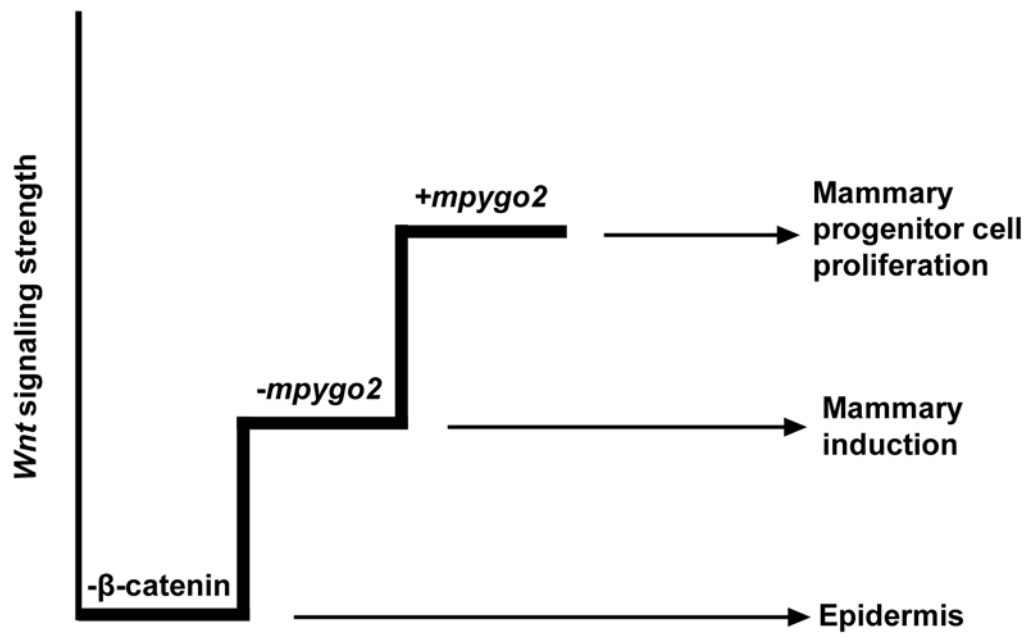 Wnt signaling strength
+mpygo2
Mammary
progenitor cell
proliferation
-mpygo2
Mammary
induction
-β-catenin
Epidermis